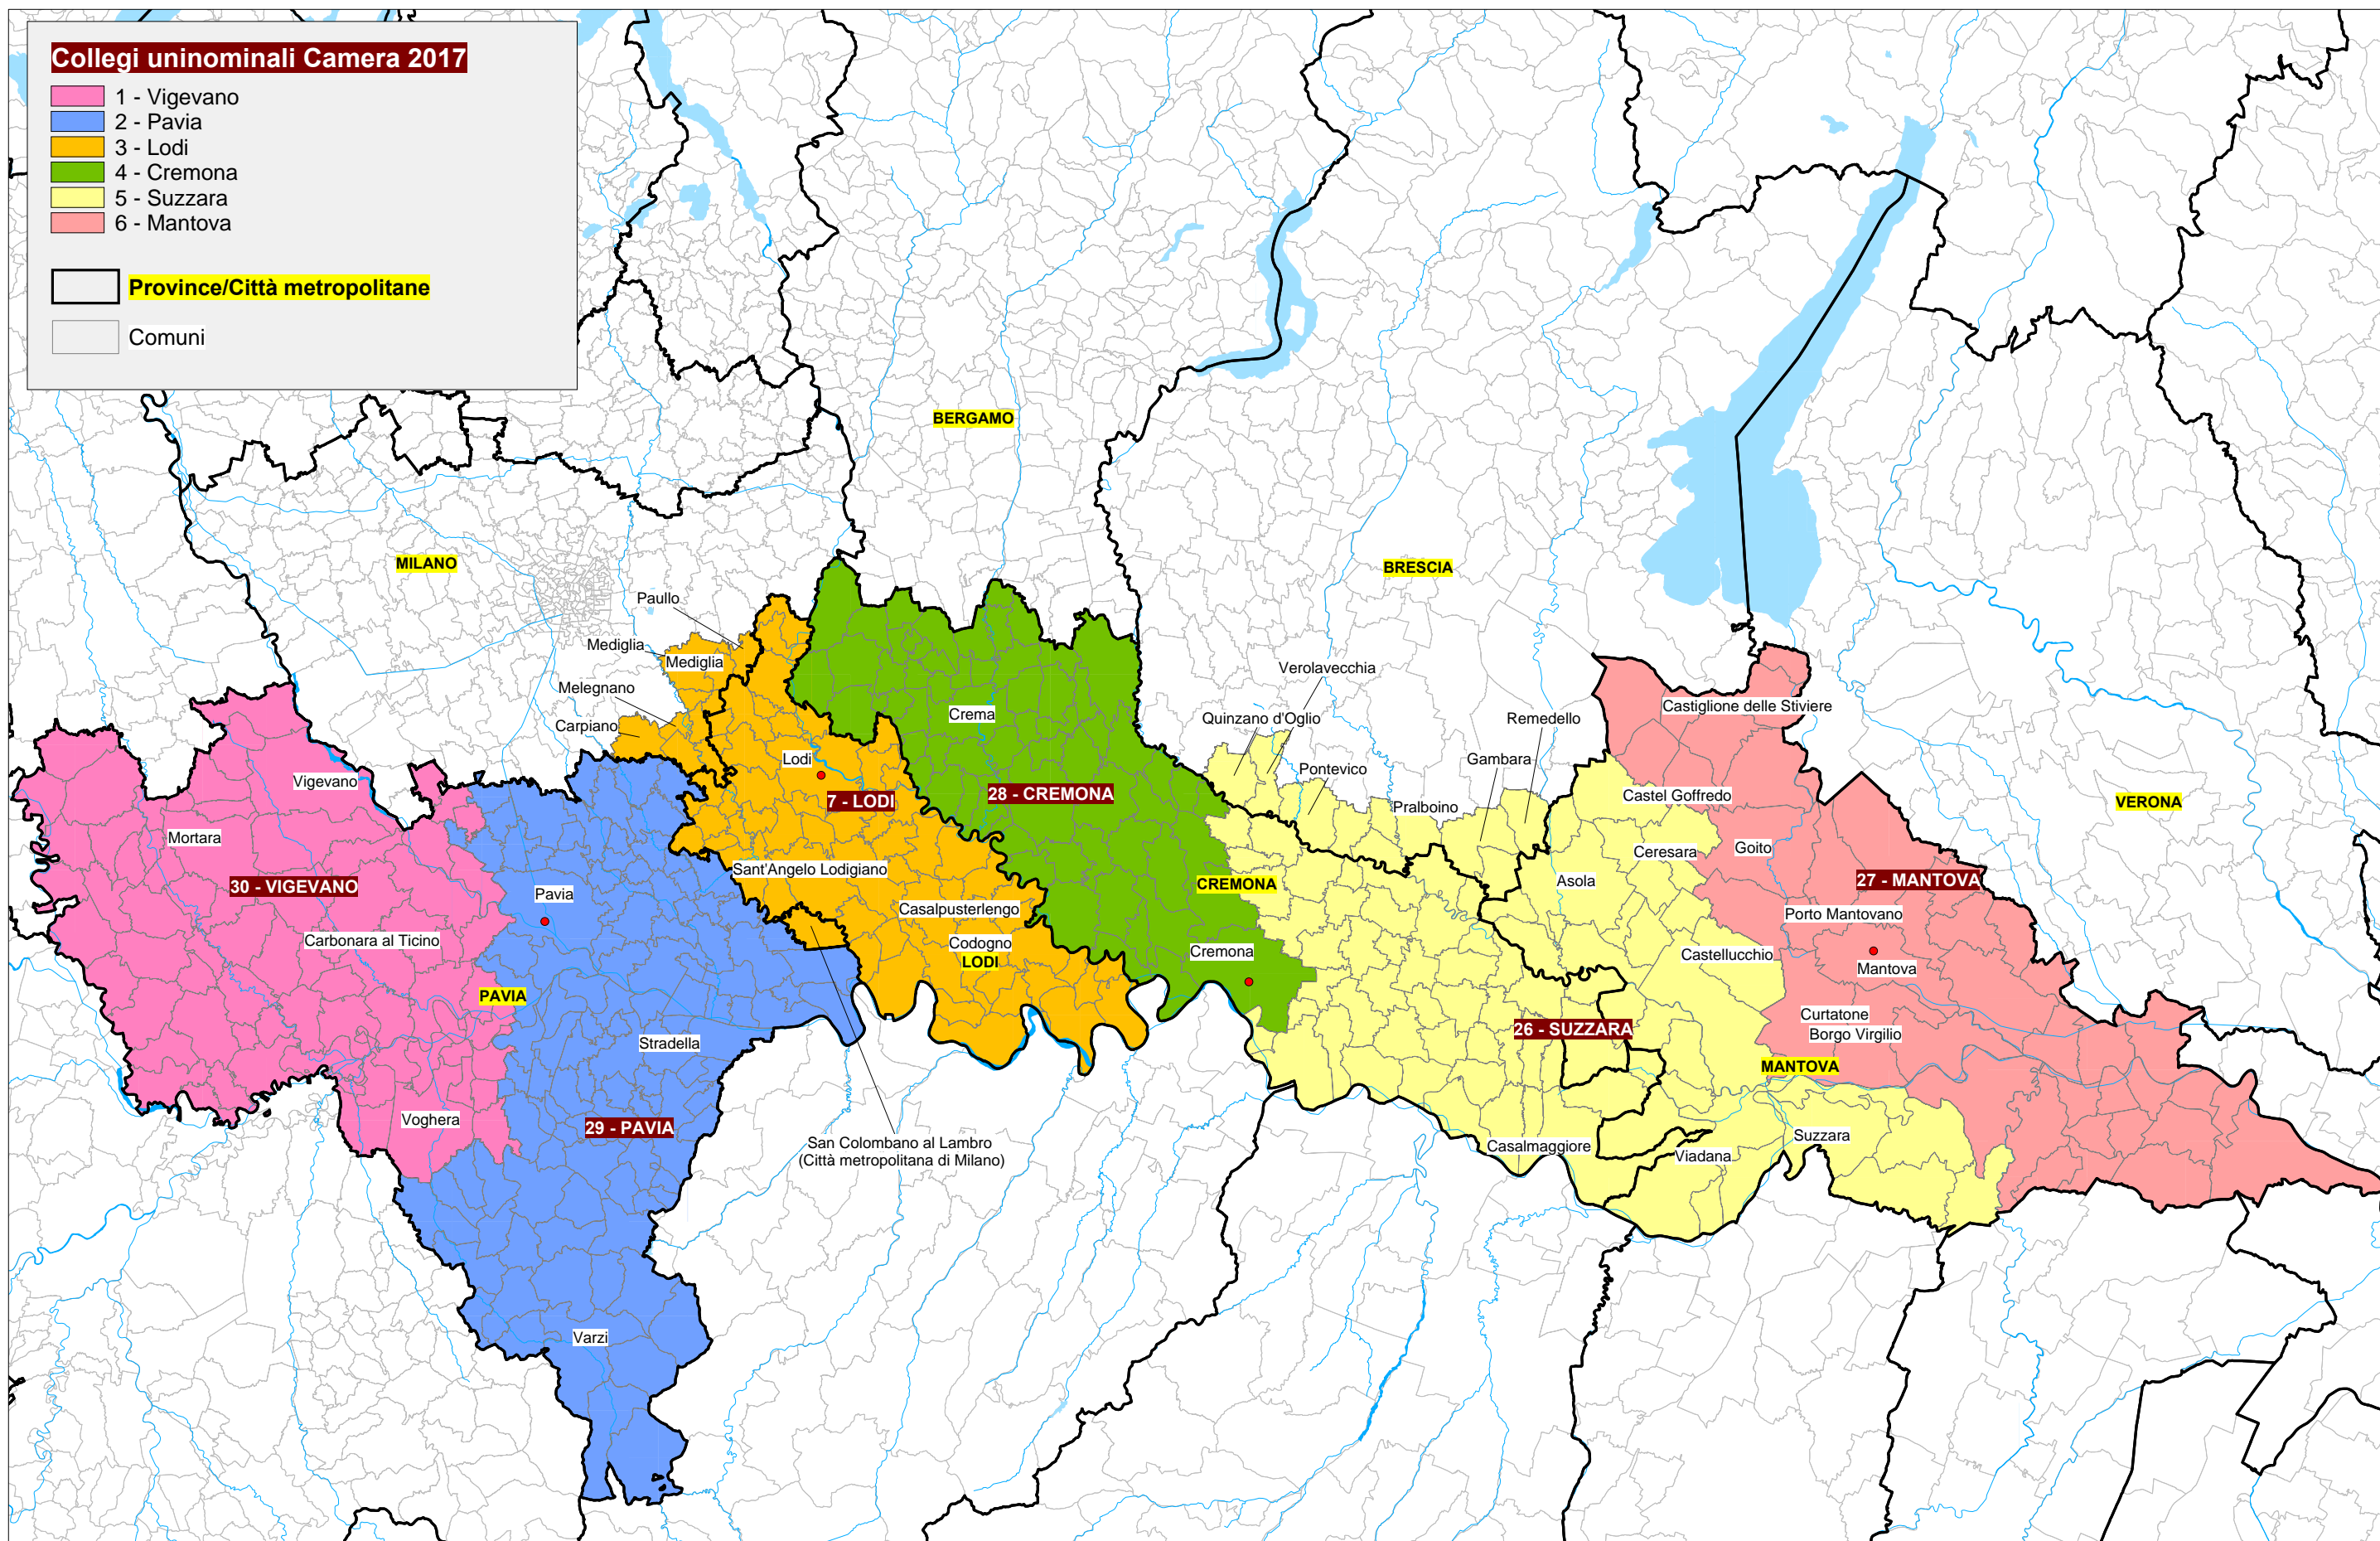 Collegi uninominali Camera 2017
1 - Vigevano
2 - Pavia
3 - Lodi
4 - Cremona
5 - Suzzara
6 - Mantova
Province/Città metropolitane
Comuni
BERGAMO
MILANO
BRESCIA
Paullo
Mediglia
Mediglia
Verolavecchia
Melegnano
Castiglione delle Stiviere
Crema
Quinzano d'Oglio
Remedello
Carpiano
Lodi
Gambara
Pontevico
Vigevano
28 - CREMONA
Castel Goffredo
7 - LODI
VERONA
Pralboino
Mortara
Goito
Ceresara
Sant'Angelo Lodigiano
27 - MANTOVA
Asola
CREMONA
30 - VIGEVANO
Pavia
Casalpusterlengo
Porto Mantovano
Carbonara al Ticino
Codogno
LODI
Cremona
Castellucchio
Mantova
PAVIA
Curtatone
26 - SUZZARA
Borgo Virgilio
Stradella
MANTOVA
Voghera
29 - PAVIA
Suzzara
San Colombano al Lambro
(Città metropolitana di Milano)
Casalmaggiore
Viadana
Varzi